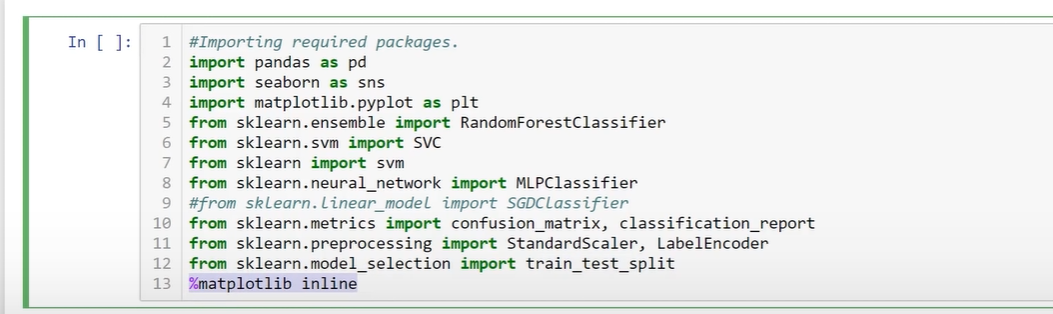 In [ ]: 1 #Importing required packages.
2 import pandas as pd
3 import seaborn as sns
4 import matplotlib.pyplot as plt
5 from sklearn.ensemble import RandomForestClassifier
6 from sklearn.svm import SVC
7 from sklearn import svm
8 from sklearn.neural_network import MLPClassifier
9 #from sklearn.linear_model import SGDClassifier
10 from sklearn.metrics import confusion_matrix, classification_report
11 from sklearn.preprocessing import StandardScaler, LabelEncoder
12 from sklearn.model_selection import train_test_split
13 %matplotlib inline